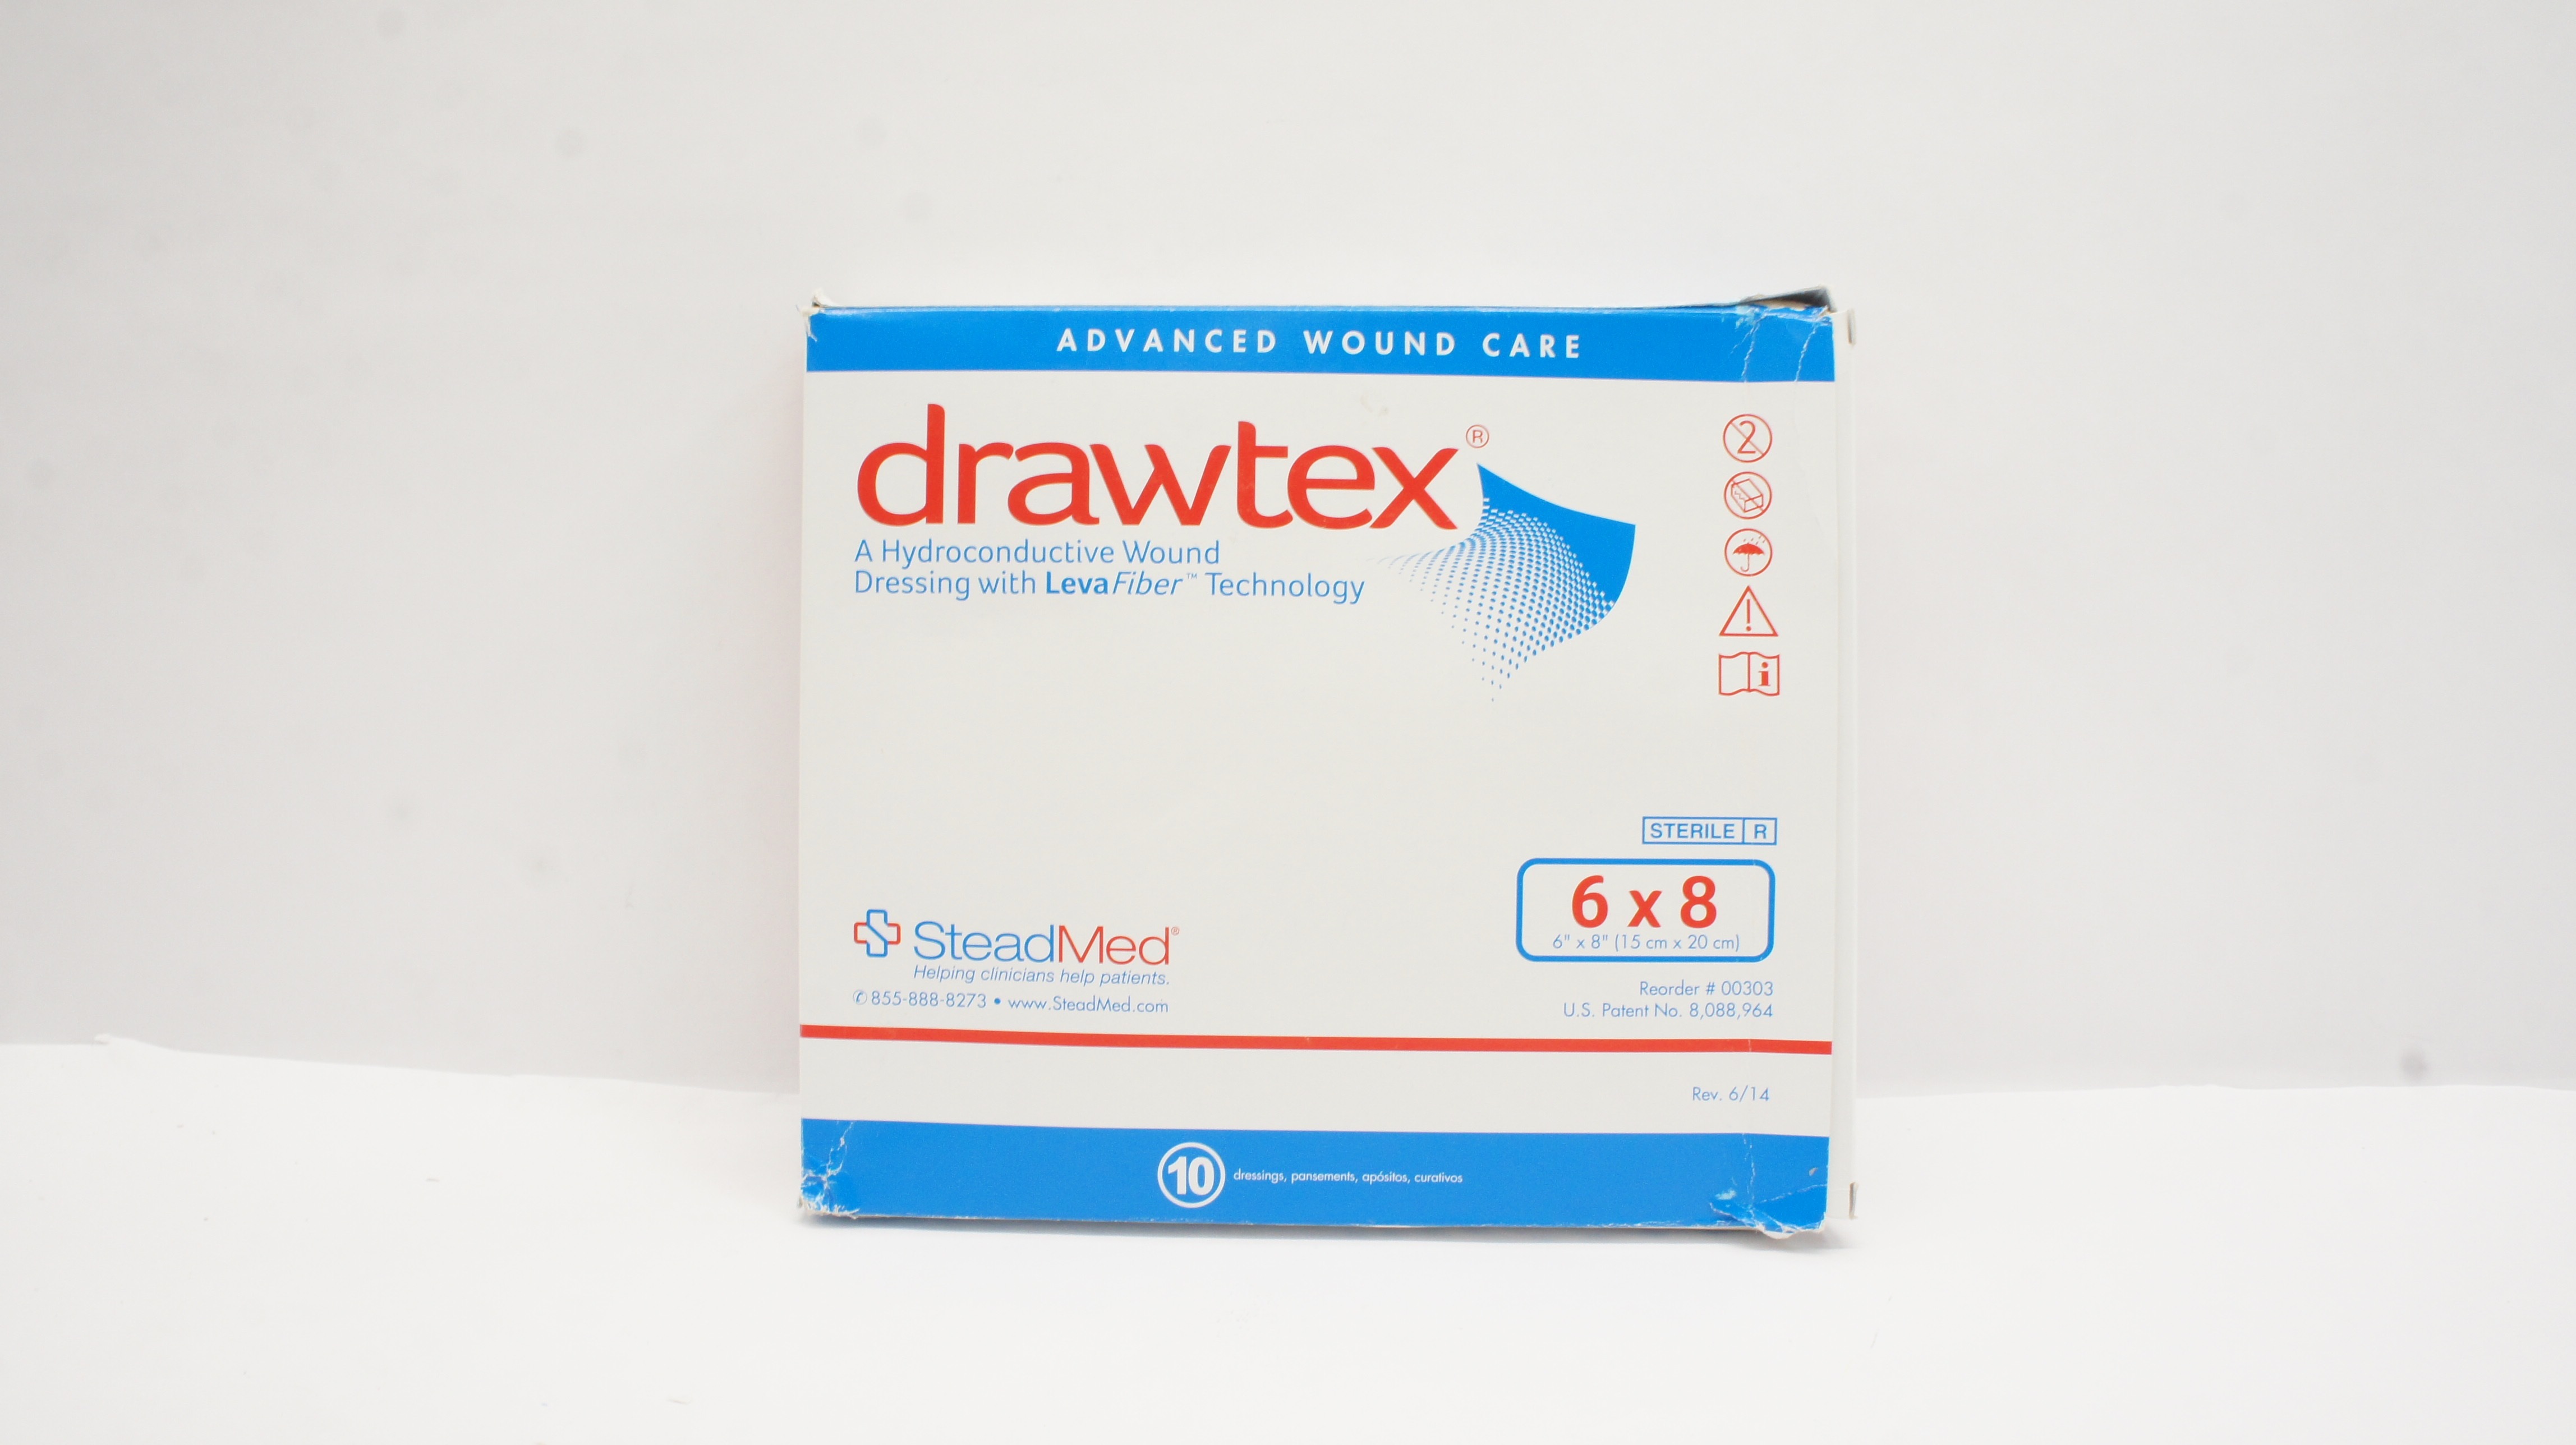 ADVANCED WOUND CARE
drawtex®
A Hydroconductive Wound
Dressing with LevaFiber™ Technology
2
i
STERILE R
6 x 8
6" x 8" (15 cm x 20 cm)
SteadMed®
Helping clinicians help patients.
✆ 855-888-8273 • www.SteadMed.com
Reorder # 00303
U.S. Patent No. 8,088,964
Rev. 6/14
10 dressings, pansements, apósitos, curativos